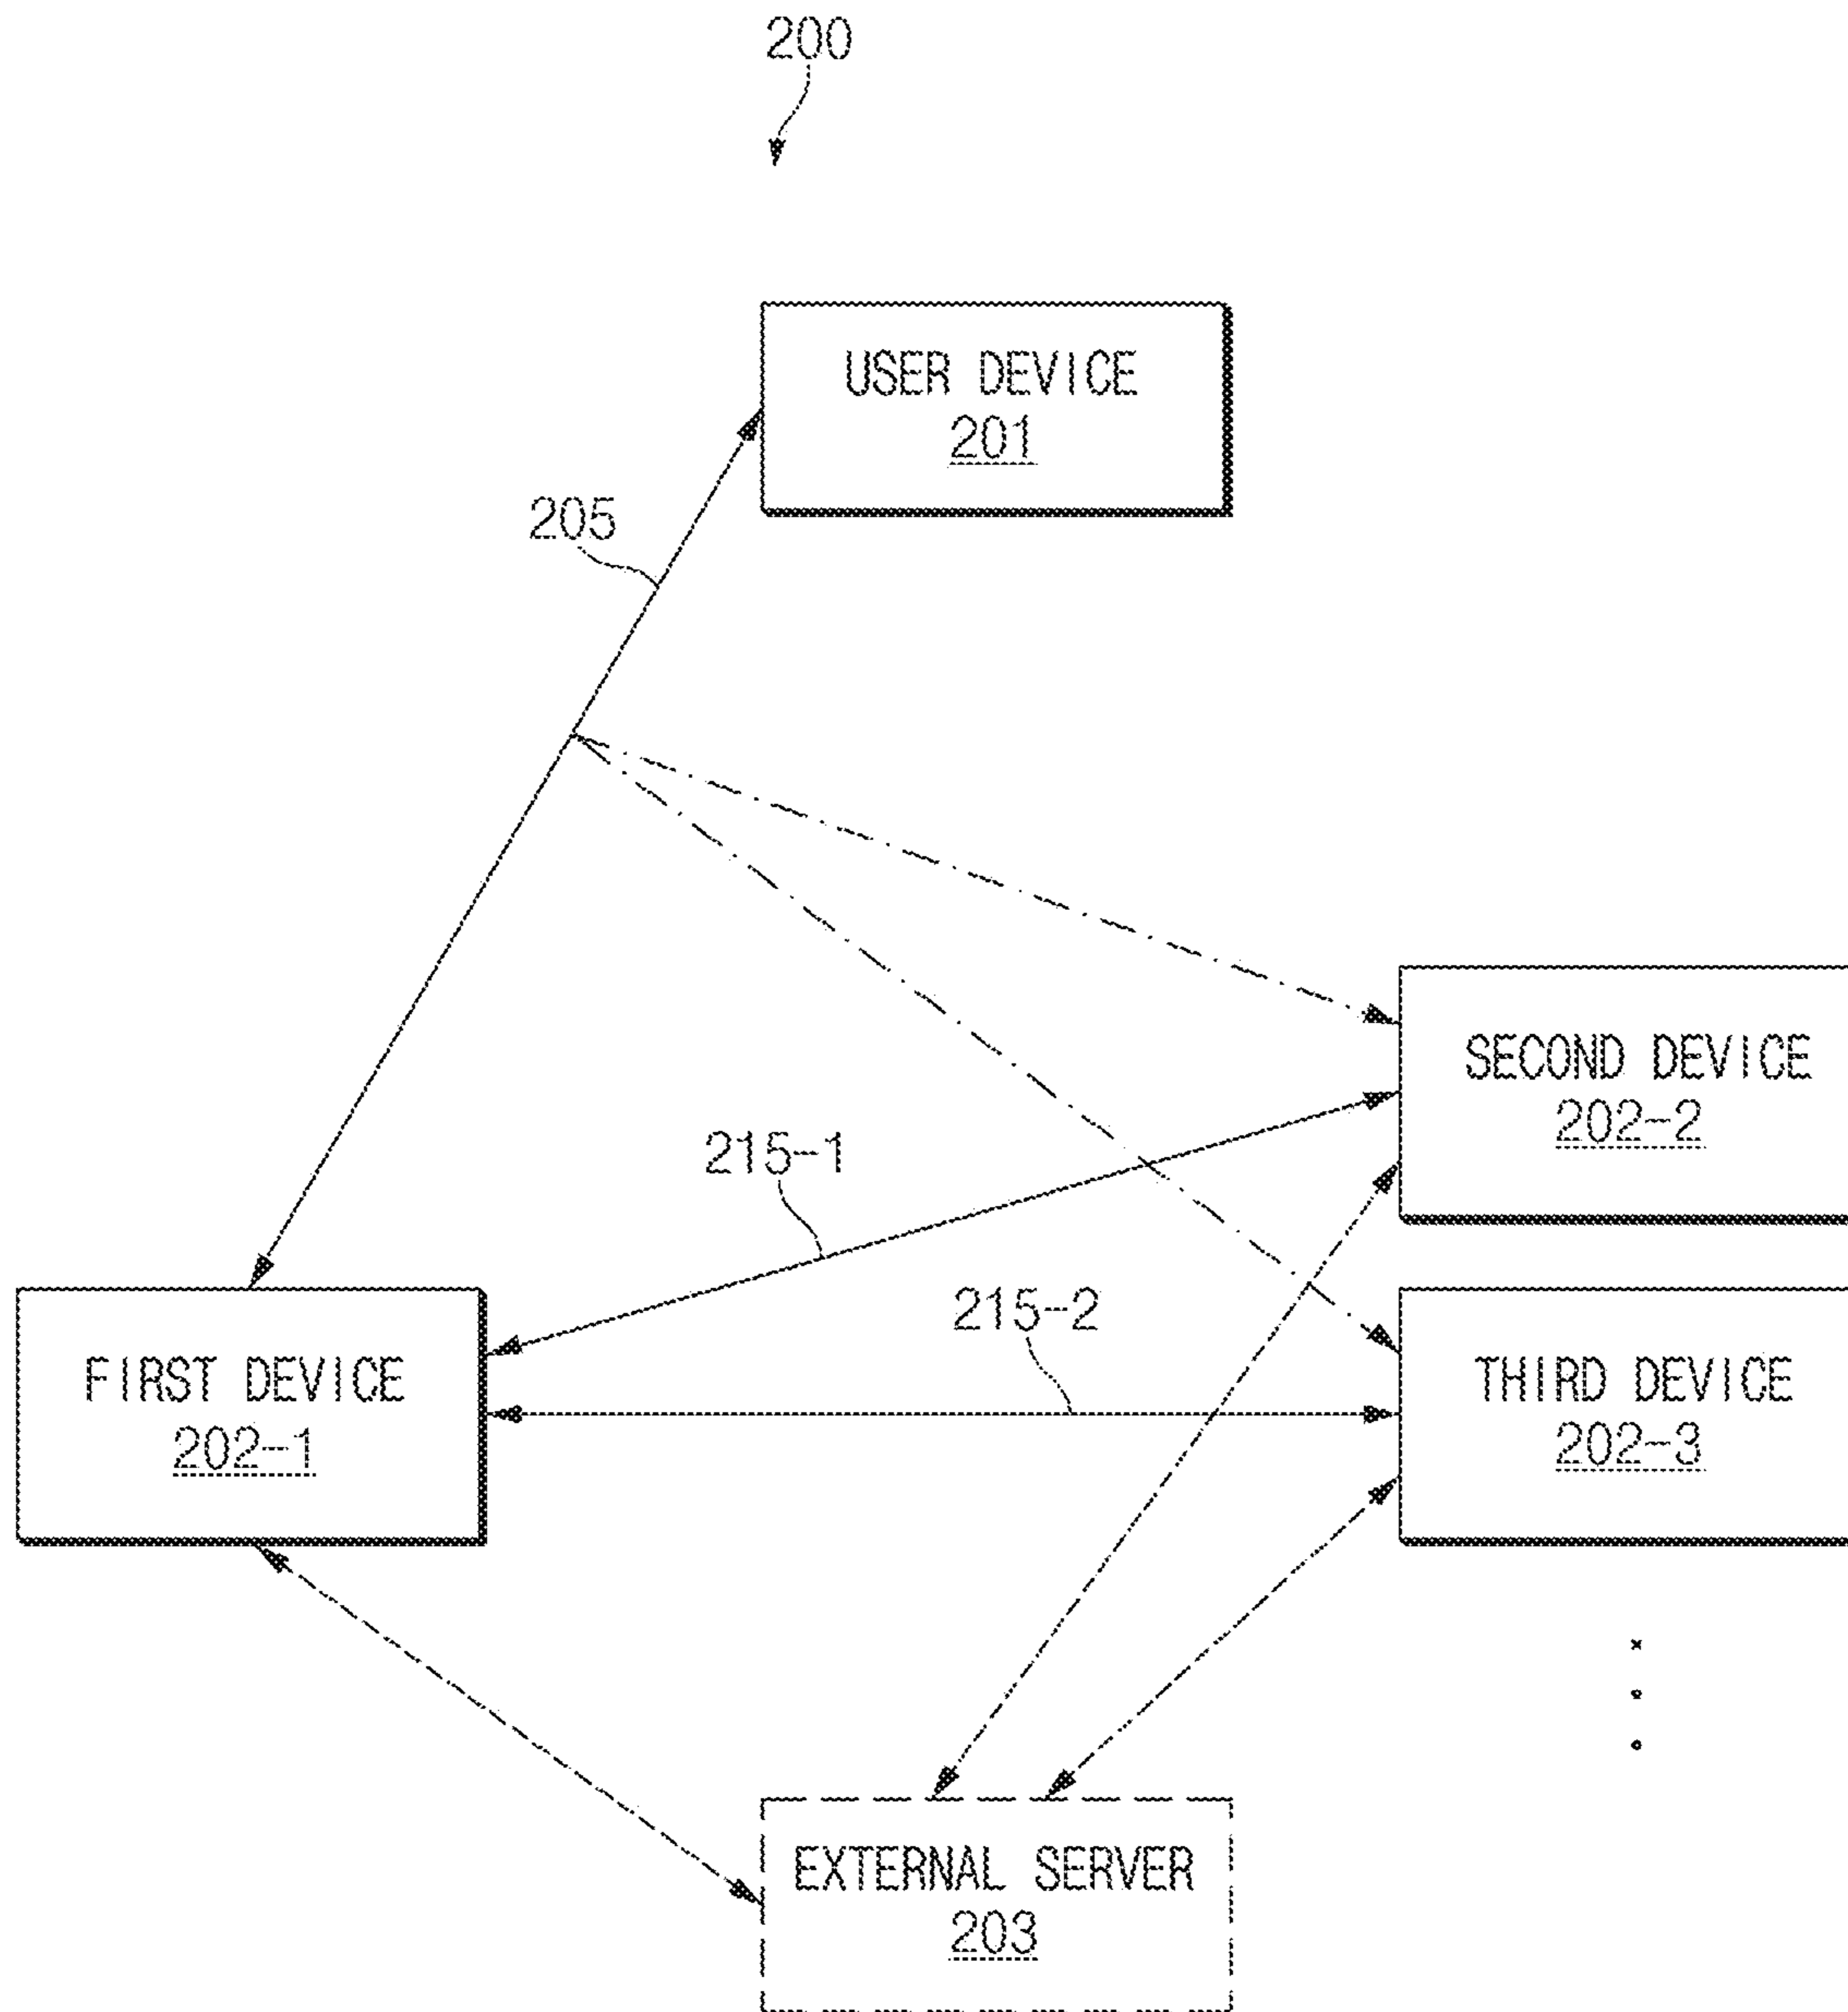 200
USER DEVICE
201
205
SECOND DEVICE
202-2
215-1
215-2
FIRST DEVICE
202-1
THIRD DEVICE
202-3
EXTERNAL SERVER
203